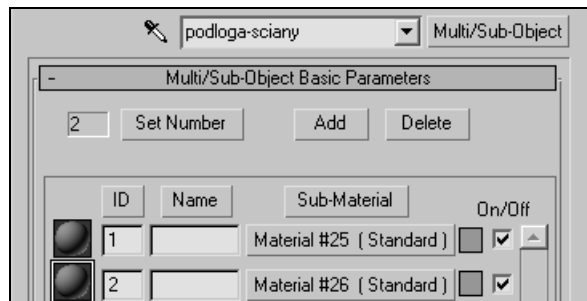 podloga-sciany Multi/Sub-Object
- Multi/Sub-Object Basic Parameters
2 Set Number Add Delete
ID Name Sub-Material On/Off
1 Material #25 ( Standard )
2 Material #26 ( Standard )